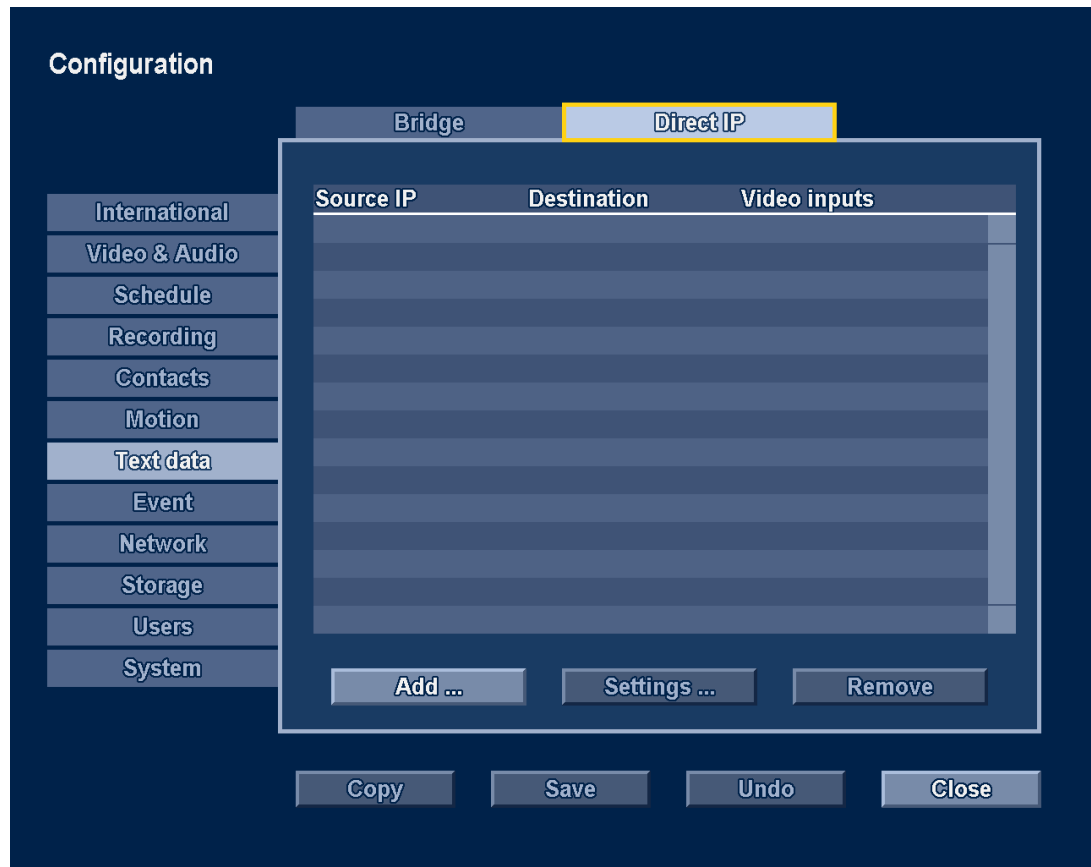 Configuration
Bridge
Direct IP
International
Video & Audio
Schedule
Recording
Contacts
Motion
Text data
Event
Network
Storage
Users
System
Source IP Destination Video inputs
Add ...
Settings ...
Remove
Copy
Save
Undo
Close